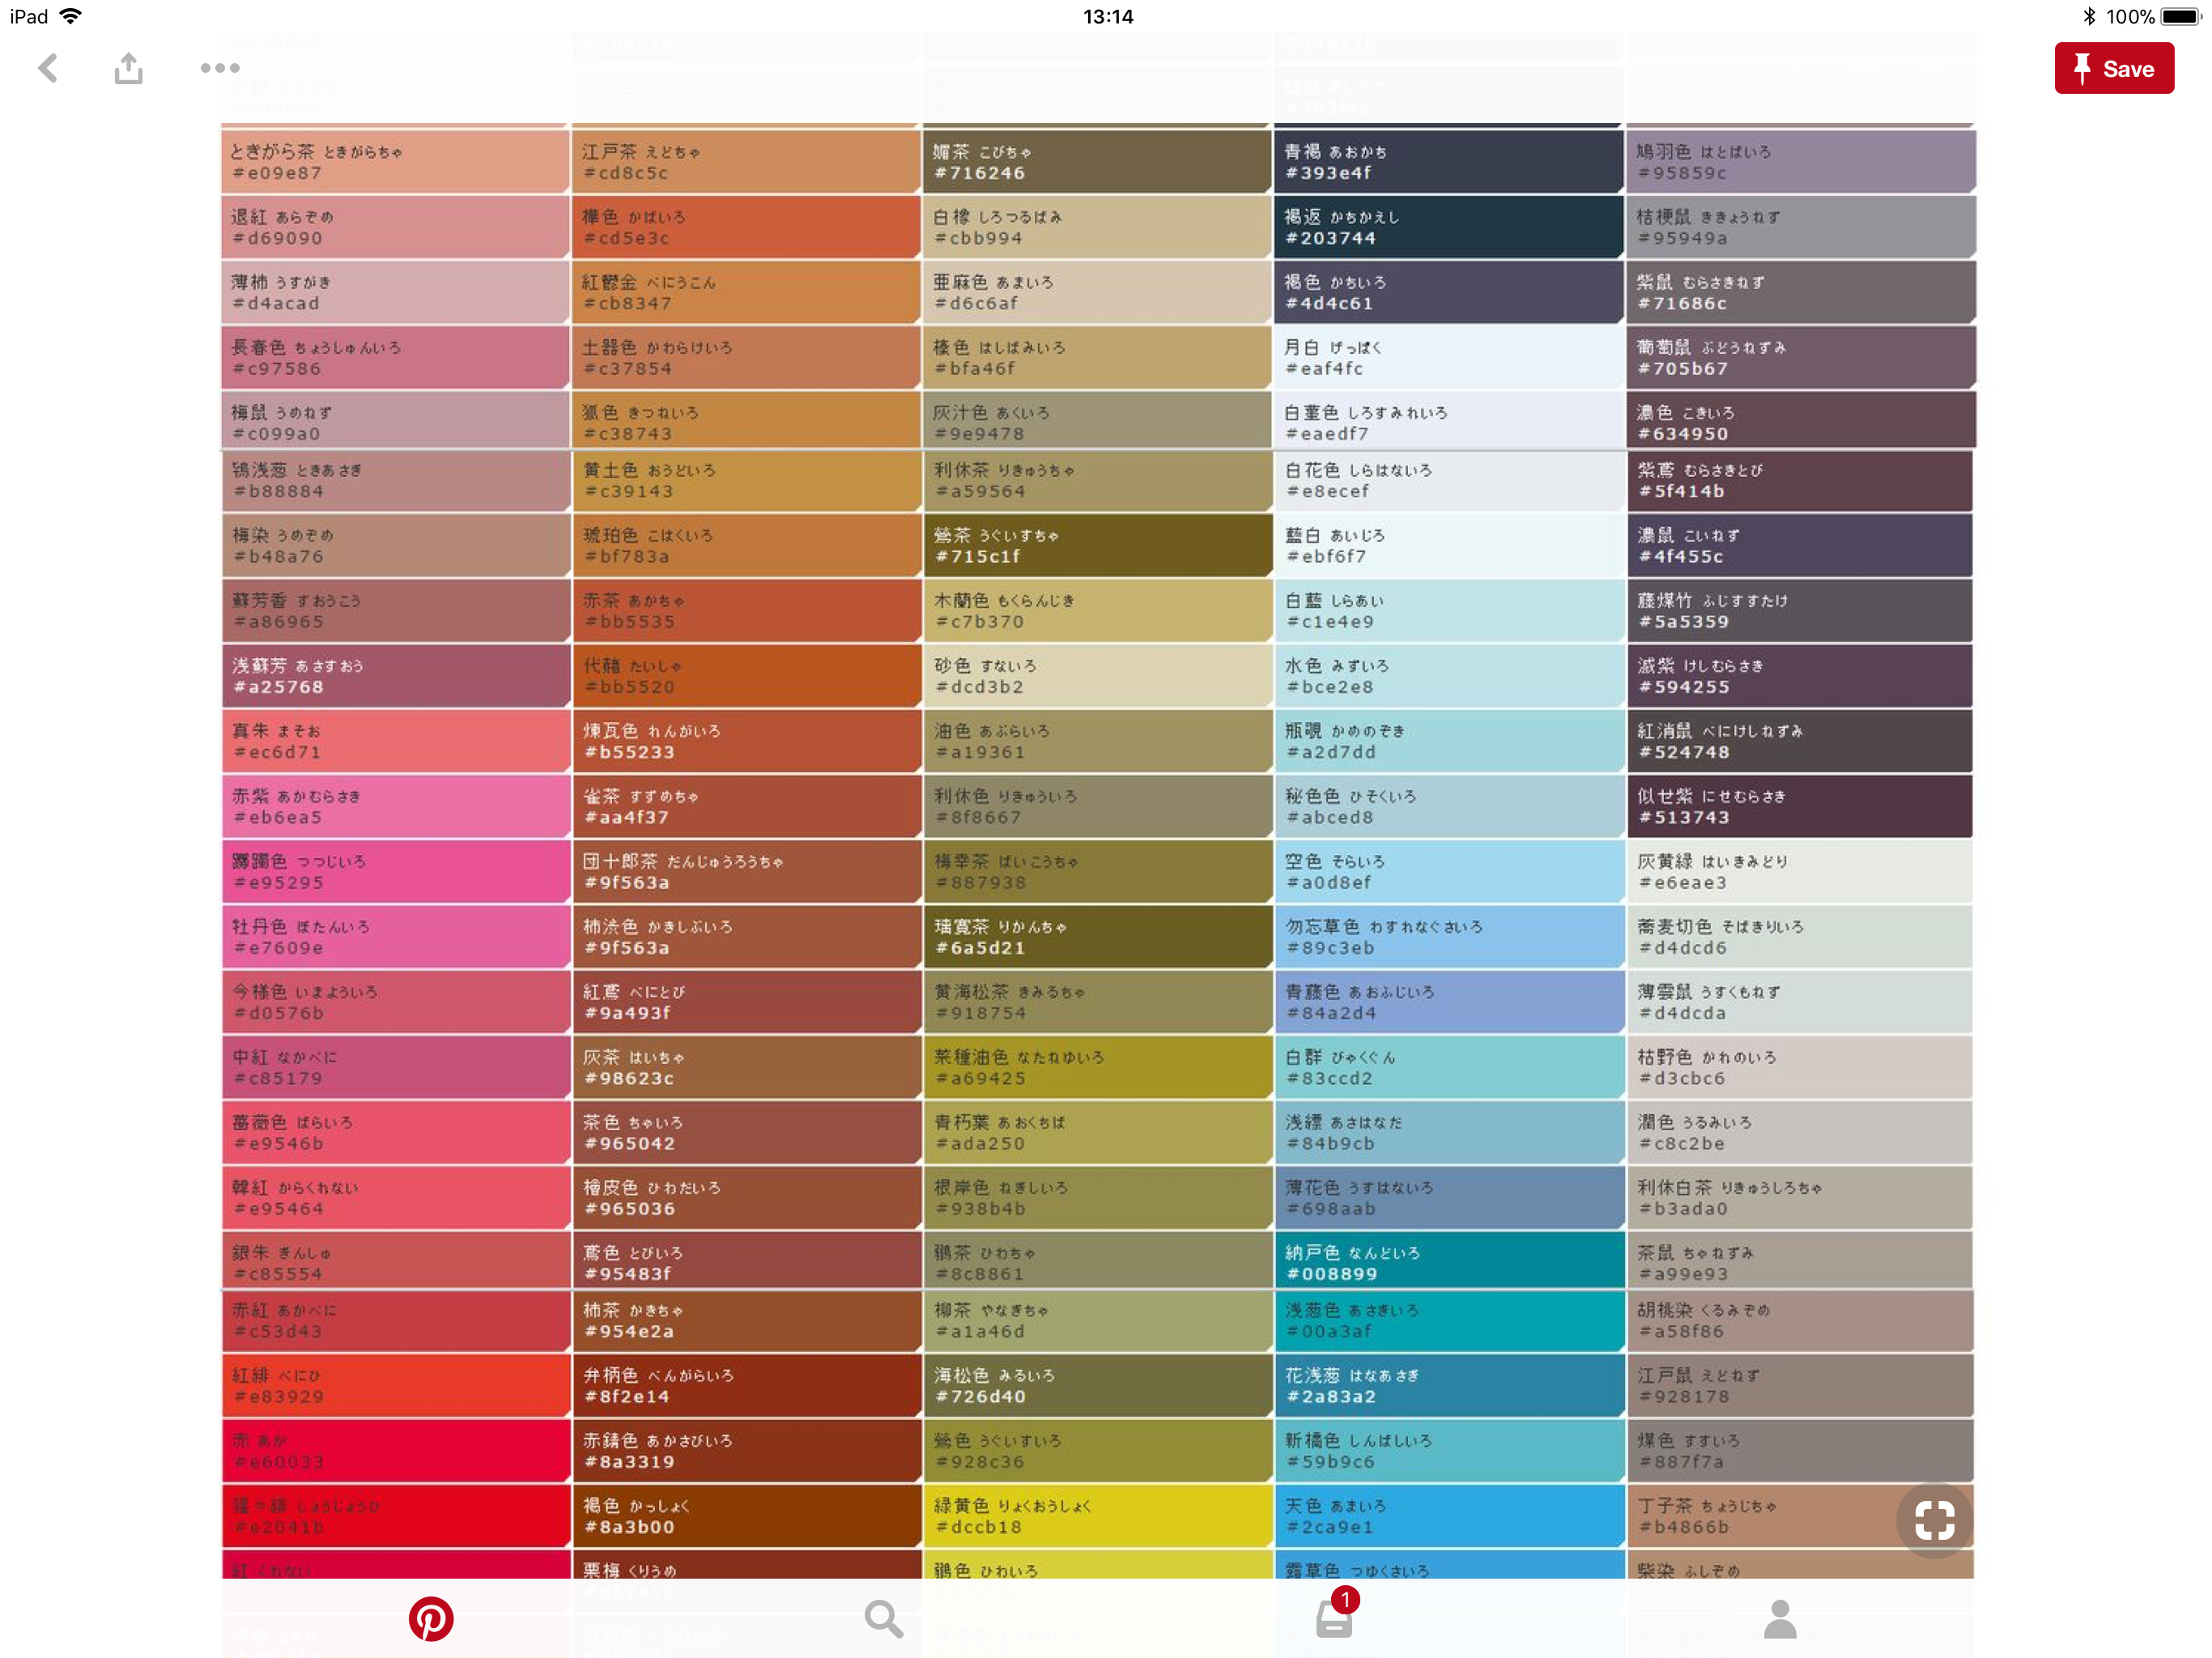 iPad
13:14
100%
Save
ときがら茶 ときがらちゃ
#e09e87
江戸茶 えどちゃ
#cd8c5c
媚茶 こびちゃ
#716246
青褐 あおかち
#393e4f
鳩羽色 はとばいろ
#95859c
退紅 あらぞめ
#d69090
樺色 かばいろ
#cd5e3c
白橡 しろつるばみ
#cbb994
褐返 かちかえし
#203744
桔梗鼠 ききょうねず
#95949a
薄柿 うすがき
#d4acad
紅鬱金 べにうこん
#cb8347
亜麻色 あまいろ
#d6c6af
褐色 かちいろ
#4d4c61
紫鼠 むらさきねず
#71686c
長春色 ちょうしゅんいろ
#c97586
土器色 かわらけいろ
#c37854
榛色 はしばみいろ
#bfa46f
月白 げっぱく
#eaf4fc
葡萄鼠 ぶどうねずみ
#705b67
梅鼠 うめねず
#c099a0
狐色 きつねいろ
#c38743
灰汁色 あくいろ
#9e9478
白菫色 しろすみれいろ
#eaedf7
濃色 こきいろ
#634950
鴇浅葱 ときあさぎ
#b88884
黄土色 おうどいろ
#c39143
利休茶 りきゅうちゃ
#a59564
白花色 しらはないろ
#e8ecef
紫鳶 むらさきとび
#5f414b
梅染 うめぞめ
#b48a76
琥珀色 こはくいろ
#bf783a
鶯茶 うぐいすちゃ
#715c1f
藍白 あいじろ
#ebf6f7
濃鼠 こいねず
#4f455c
蘇芳香 すおうこう
#a86965
赤茶 あかちゃ
#bb5535
木蘭色 もくらんじき
#c7b370
白藍 しらあい
#c1e4e9
藤煤竹 ふじすすたけ
#5a5359
浅蘇芳 あさすおう
#a25768
代赭 たいしゃ
#bb5520
砂色 すないろ
#dcd3b2
水色 みずいろ
#bce2e8
滅紫 けしむらさき
#594255
真朱 まそお
#ec6d71
煉瓦色 れんがいろ
#b55233
油色 あぶらいろ
#a19361
瓶覗 かめのぞき
#a2d7dd
紅消鼠 べにけしねずみ
#524748
赤紫 あかむらさき
#eb6ea5
雀茶 すずめちゃ
#aa4f37
利休色 りきゅういろ
#8f8667
秘色色 ひそくいろ
#abced8
似せ紫 にせむらさき
#513743
躑躅色 つつじいろ
#e95295
団十郎茶 だんじゅうろうちゃ
#9f563a
梅幸茶 ばいこうちゃ
#887938
空色 そらいろ
#a0d8ef
灰黄緑 はいきみどり
#e6eae3
牡丹色 ぼたんいろ
#e7609e
柿渋色 かきしぶいろ
#9f563a
璃寛茶 りかんちゃ
#6a5d21
勿忘草色 わすれなぐさいろ
#89c3eb
蕎麦切色 そばきりいろ
#d4dcd6
今様色 いまよういろ
#d0576b
紅鳶 べにとび
#9a493f
黄海松茶 きみるちゃ
#918754
青藤色 あおふじいろ
#84a2d4
薄雲鼠 うすくもねず
#d4dcda
中紅 なかべに
#c85179
灰茶 はいちゃ
#98623c
菜種油色 なたねゆいろ
#a69425
白群 びゃくぐん
#83ccd2
枯野色 かれのいろ
#d3cbc6
薔薇色 ばらいろ
#e9546b
茶色 ちゃいろ
#965042
青朽葉 あおくちば
#ada250
浅縹 あさはなだ
#84b9cb
潤色 うるみいろ
#c8c2be
韓紅 からくれない
#e95464
檜皮色 ひわだいろ
#965036
根岸色 ねぎしいろ
#938b4b
薄花色 うすはないろ
#698aab
利休白茶 りきゅうしろちゃ
#b3ada0
銀朱 ぎんしゅ
#c85554
鳶色 とびいろ
#95483f
鶸茶 ひわちゃ
#8c8861
納戸色 なんどいろ
#008899
茶鼠 ちゃねずみ
#a99e93
赤紅 あかべに
#c53d43
柿茶 かきちゃ
#954e2a
柳茶 やなぎちゃ
#a1a46d
浅葱色 あさぎいろ
#00a3af
胡桃染 くるみぞめ
#a58f86
紅緋 べにひ
#e83929
弁柄色 べんがらいろ
#8f2e14
海松色 みるいろ
#726d40
花浅葱 はなあさぎ
#2a83a2
江戸鼠 えどねず
#928178
赤 あか
#e60033
赤錆色 あかさびいろ
#8a3319
鶯色 うぐいすいろ
#928c36
新橋色 しんばしいろ
#59b9c6
煤色 すすいろ
#887f7a
猩々緋 しょうじょうひ
#e2041b
褐色 かっしょく
#8a3b00
緑黄色 りょくおうしょく
#dccb18
天色 あまいろ
#2ca9e1
丁子茶 ちょうじちゃ
#b4866b
紅 くれない
栗梅 くりうめ
鶸色 ひわいろ
露草色 つゆくさいろ
柴染 ふしぞめ
1